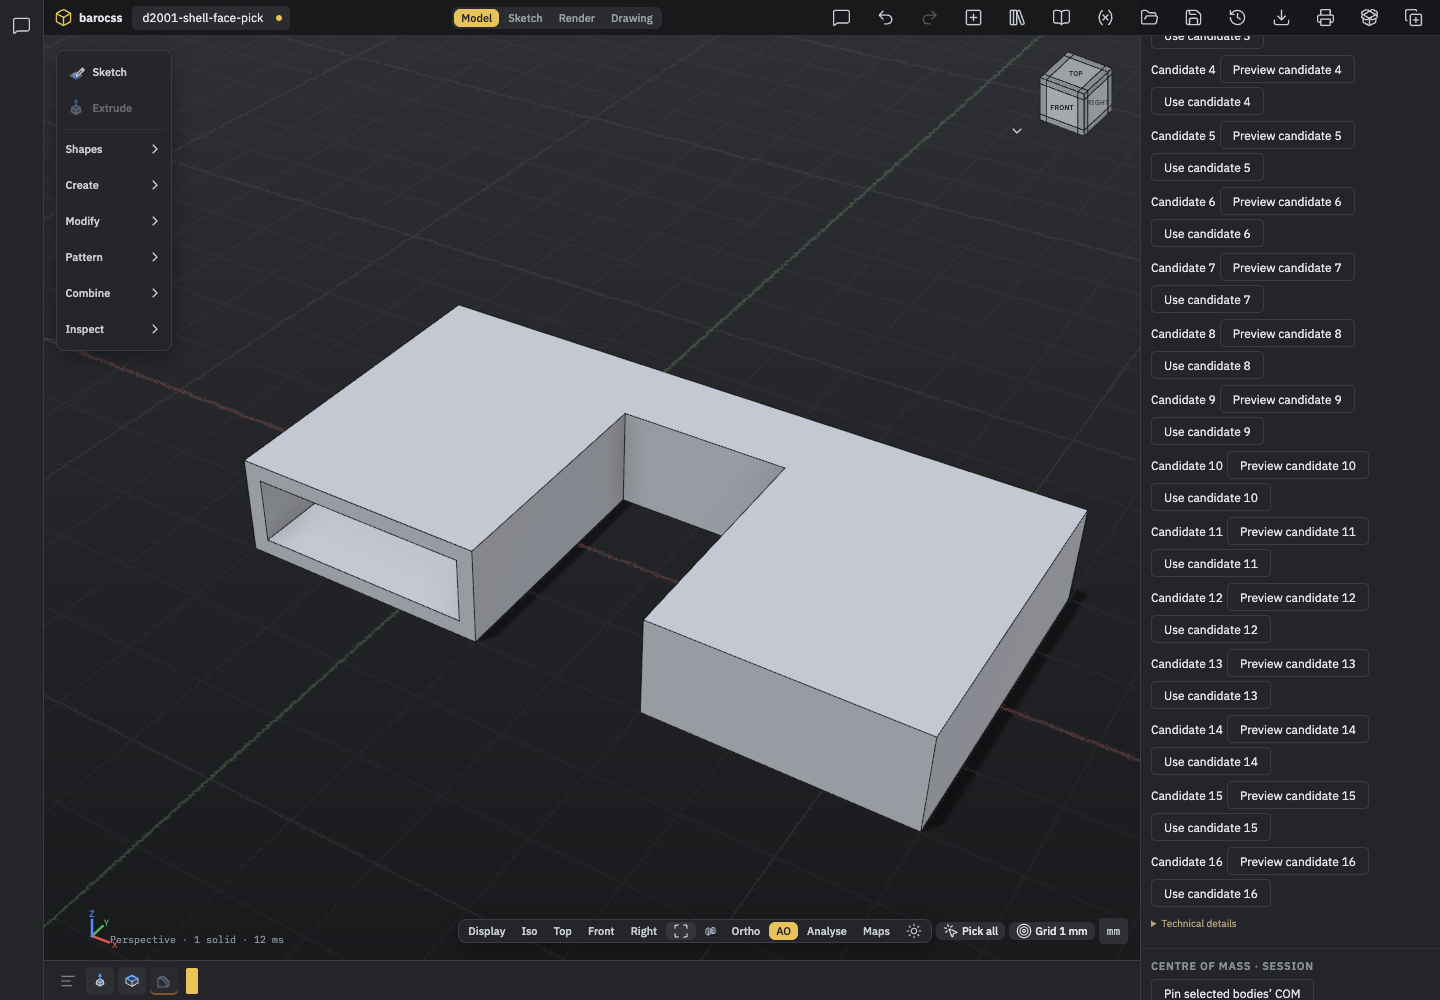 barocss
d2001-shell-face-pick
Model
Sketch
Render
Drawing
Sketch
Extrude
Shapes
Create
Modify
Pattern
Combine
Inspect
TOP
FRONT
RIGHT
Use candidate 3
Candidate 4 Preview candidate 4
Use candidate 4
Candidate 5 Preview candidate 5
Use candidate 5
Candidate 6 Preview candidate 6
Use candidate 6
Candidate 7 Preview candidate 7
Use candidate 7
Candidate 8 Preview candidate 8
Use candidate 8
Candidate 9 Preview candidate 9
Use candidate 9
Candidate 10 Preview candidate 10
Use candidate 10
Candidate 11 Preview candidate 11
Use candidate 11
Candidate 12 Preview candidate 12
Use candidate 12
Candidate 13 Preview candidate 13
Use candidate 13
Candidate 14 Preview candidate 14
Use candidate 14
Candidate 15 Preview candidate 15
Use candidate 15
Candidate 16 Preview candidate 16
Use candidate 16
Technical details
CENTRE OF MASS · SESSION
Pin selected bodies’ COM
Z
Y
X
Perspective · 1 solid · 12 ms
Display Iso Top Front Right Ortho AO Analyse Maps
Pick all
Grid 1 mm
mm